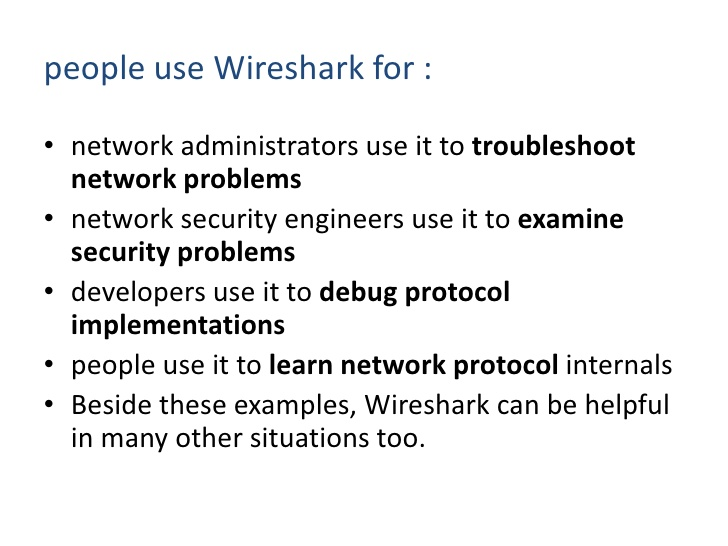 people use Wireshark for :
• network administrators use it to troubleshoot
network problems
• network security engineers use it to examine
security problems
• developers use it to debug protocol
implementations
• people use it to learn network protocol internals
• Beside these examples, Wireshark can be helpful
in many other situations too.